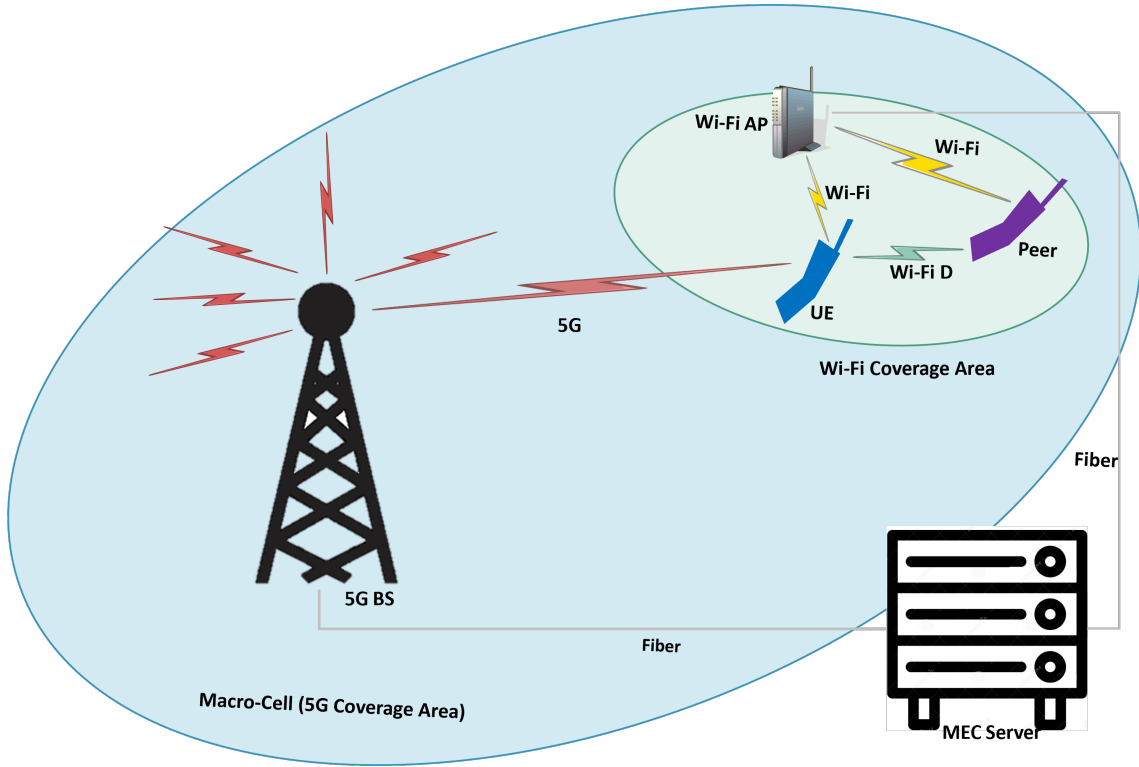 Wi-Fi AP
Wi-Fi
Wi-Fi
Peer
Wi-Fi D
UE
5G
Wi-Fi Coverage Area
Fiber
5G BS
Fiber
Macro-Cell (5G Coverage Area)
MEC Server